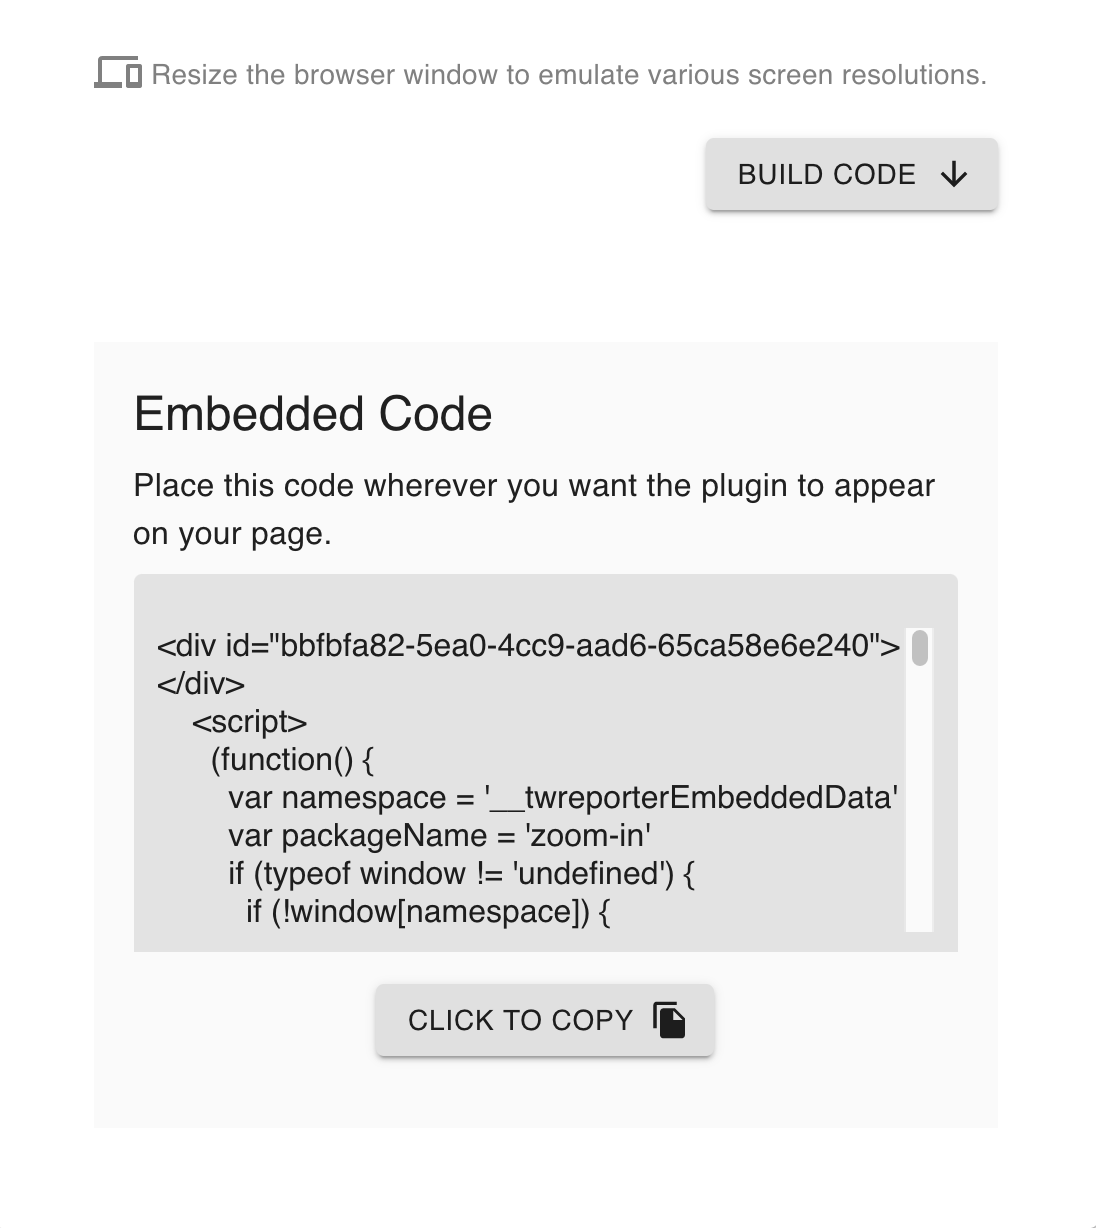 Resize the browser window to emulate various screen resolutions.
BUILD CODE
Embedded Code
Place this code wherever you want the plugin to appear
on your page.
<div id="bbfbfa82-5ea0-4cc9-aad6-65ca58e6e240">
</div>
<script>
(function() {
var namespace = '__twreporterEmbeddedData'
var packageName = 'zoom-in'
if (typeof window != 'undefined') {
if (!window[namespace]) {
CLICK TO COPY